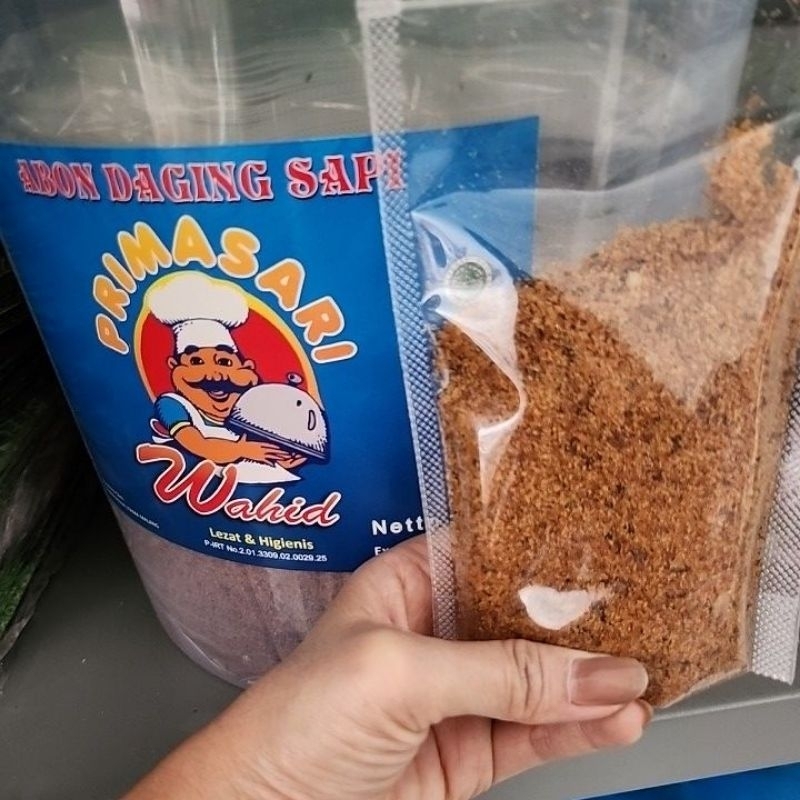 ABON DAGING SAPI
PRIMASARI
Wahid
Lezat & Higienis
P-IRT No.2.01.3309.02.0029.25
Nett